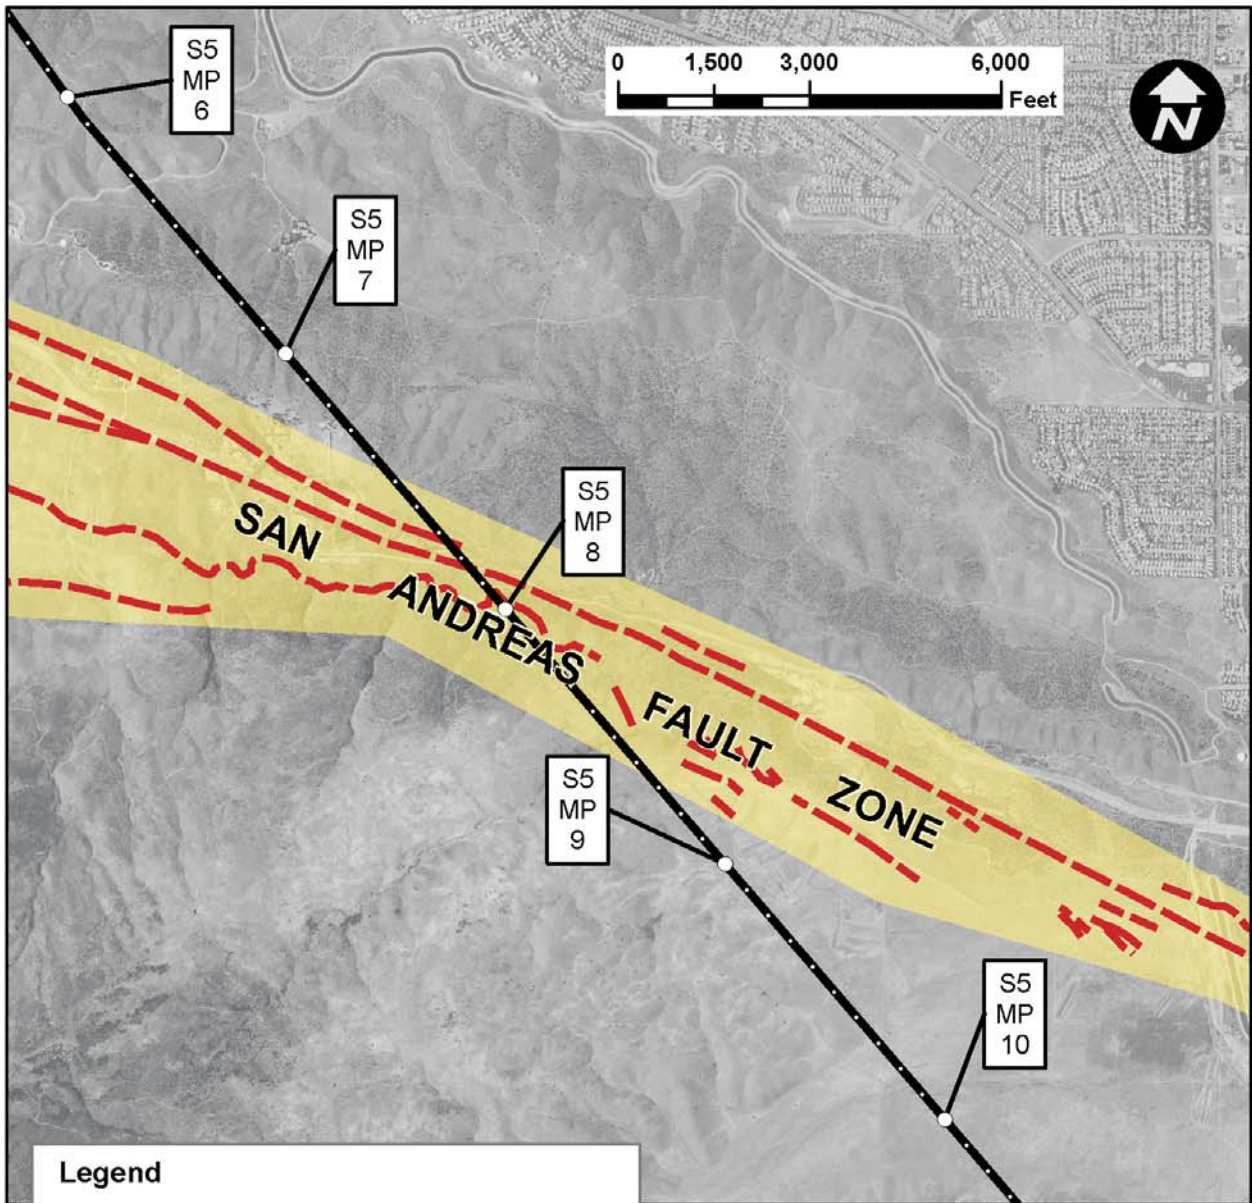 S5
MP
6
0 1,500 3,000 6,000
Feet
N
S5
MP
7
S5
MP
8
SAN ANDREAS FAULT ZONE
S5
MP
9
S5
MP
10
Legend